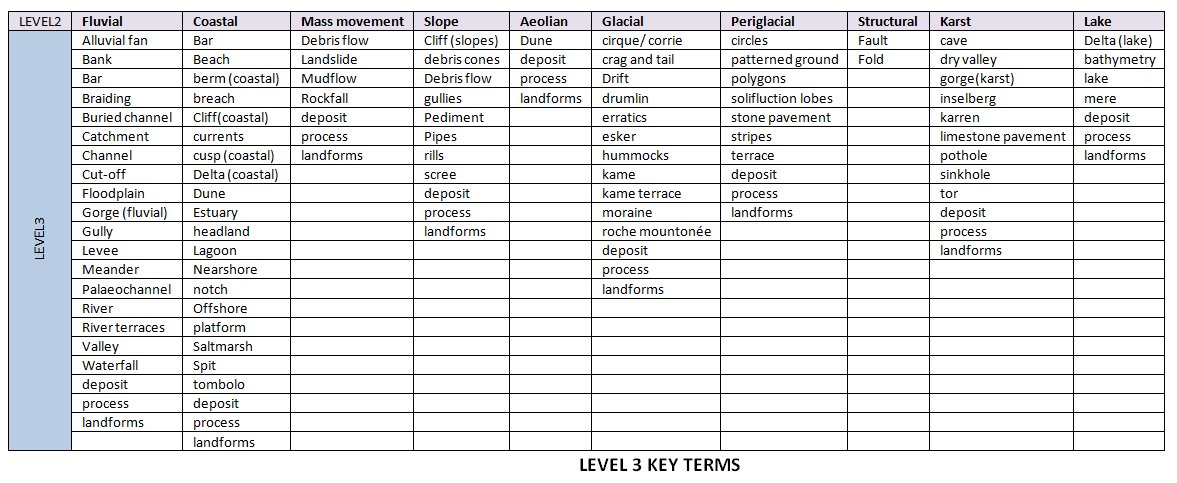 LEVEL2 Fluvial Coastal Mass movement Slope Aeolian Glacial Periglacial Structural Karst Lake
LEVEL3
Alluvial fan Bar Debris flow Cliff (slopes) Dune cirque/ corrie circles Fault cave Delta (lake)
Bank Beach Landslide debris cones deposit crag and tail patterned ground Fold dry valley bathymetry
Bar berm (coastal) Mudflow Debris flow process Drift polygons gorge(karst) lake
Braiding breach Rockfall gullies landforms drumlin solifluction lobes inselberg mere
Buried channel Cliff(coastal) deposit Pediment erratics stone pavement karren deposit
Catchment currents process Pipes esker stripes limestone pavement process
Channel cusp (coastal) landforms rills hummocks terrace pothole landforms
Cut-off Delta (coastal) scree kame deposit sinkhole
Floodplain Dune deposit kame terrace process tor
Gorge (fluvial) Estuary process moraine landforms deposit
Gully headland landforms roche mountonée process
Levee Lagoon deposit landforms
Meander Nearshore process
Palaeochannel notch landforms
River Offshore
River terraces platform
Valley Saltmarsh
Waterfall Spit
deposit tombolo
process deposit
landforms process
landforms
LEVEL 3 KEY TERMS